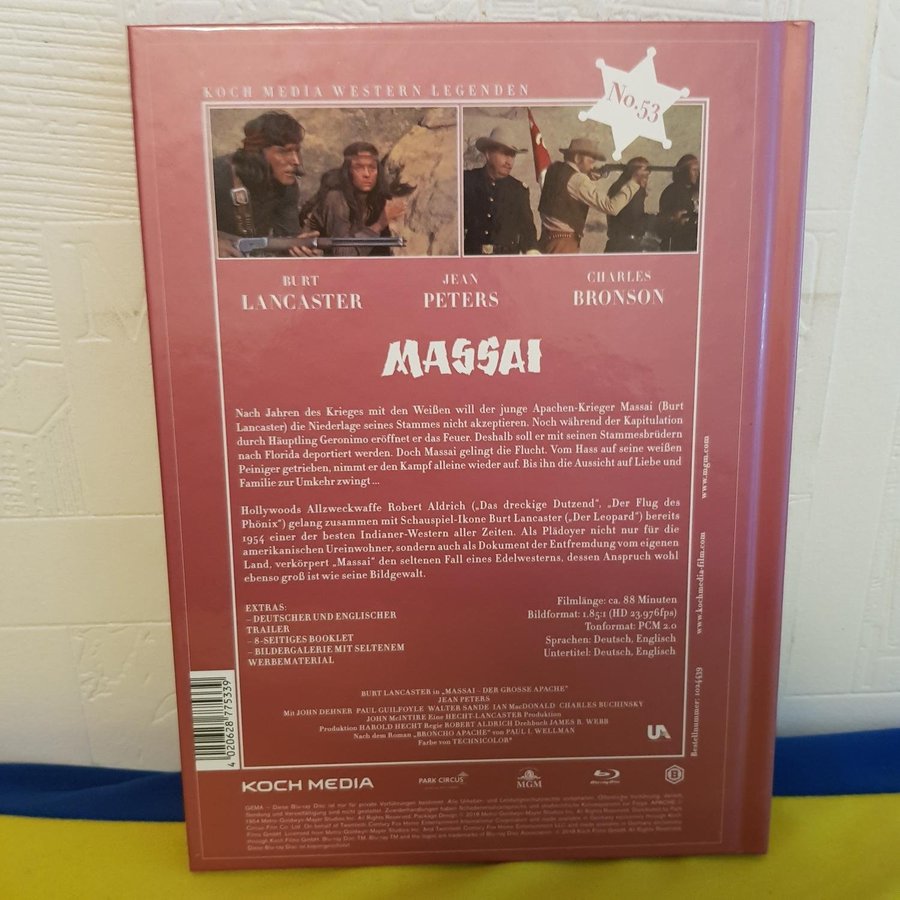 KOCH MEDIA WESTERN LEGENDEN
No.53
BURT LANCASTER
JEAN PETERS
CHARLES BRONSON
MASSAI
Nach Jahren des Krieges mit den Weißen will der junge Apachen-Krieger Massai (Burt
Lancaster) die Niederlage seines Stammes nicht akzeptieren. Noch während der Kapitulation
durch Häuptling Geronimo eröffnet er das Feuer. Deshalb soll er mit seinen Stammesbrüdern
nach Florida deportiert werden. Doch Massai gelingt die Flucht. Vom Hass auf seine weißen
Peiniger getrieben, nimmt er den Kampf alleine wieder auf. Bis ihn die Aussicht auf Liebe und
Familie zur Umkehr zwingt ...
Hollywoods Allzweckwaffe Robert Aldrich („Das dreckige Dutzend“, „Der Flug des
Phönix“) gelang zusammen mit Schauspiel-Ikone Burt Lancaster („Der Leopard“) bereits
1954 einer der besten Indianer-Western aller Zeiten. Als Plädoyer nicht nur für die
amerikanischen Ureinwohner, sondern auch als Dokument der Entfremdung vom eigenen
Land, verkörpert „Massai“ den seltenen Fall eines Edelwesterns, dessen Anspruch wohl
ebenso groß ist wie seine Bildgewalt.
EXTRAS:
– DEUTSCHER UND ENGLISCHER
TRAILER
– 8-SEITIGES BOOKLET
– BILDERGALERIE MIT SELTENEM
WERBEMATERIAL
Filmlänge: ca. 88 Minuten
Bildformat: 1.85:1 (HD 23.976fps)
Tonformat: PCM 2.0
Sprachen: Deutsch, Englisch
Untertitel: Deutsch, Englisch
BURT LANCASTER in „MASSAI – DER GROSSE APACHE“
JEAN PETERS
Mit JOHN DEHNER PAUL GUILFOYLE WALTER SANDE IAN MacDONALD CHARLES BUCHINSKY
JOHN McINTIRE Eine HECHT-LANCASTER Produktion
Produktion HAROLD HECHT Regie ROBERT ALDRICH Drehbuch JAMES R. WEBB
Nach dem Roman „BRONCHO APACHE“ von PAUL I. WELLMAN
Farbe von TECHNICOLOR®
UA
4 020628 775339
Bestellnummer: 1024439
www.kochmedia-film.com
www.mgm.com
KOCH MEDIA
PARK CIRCUS
MGM
Blu-ray Disc
B